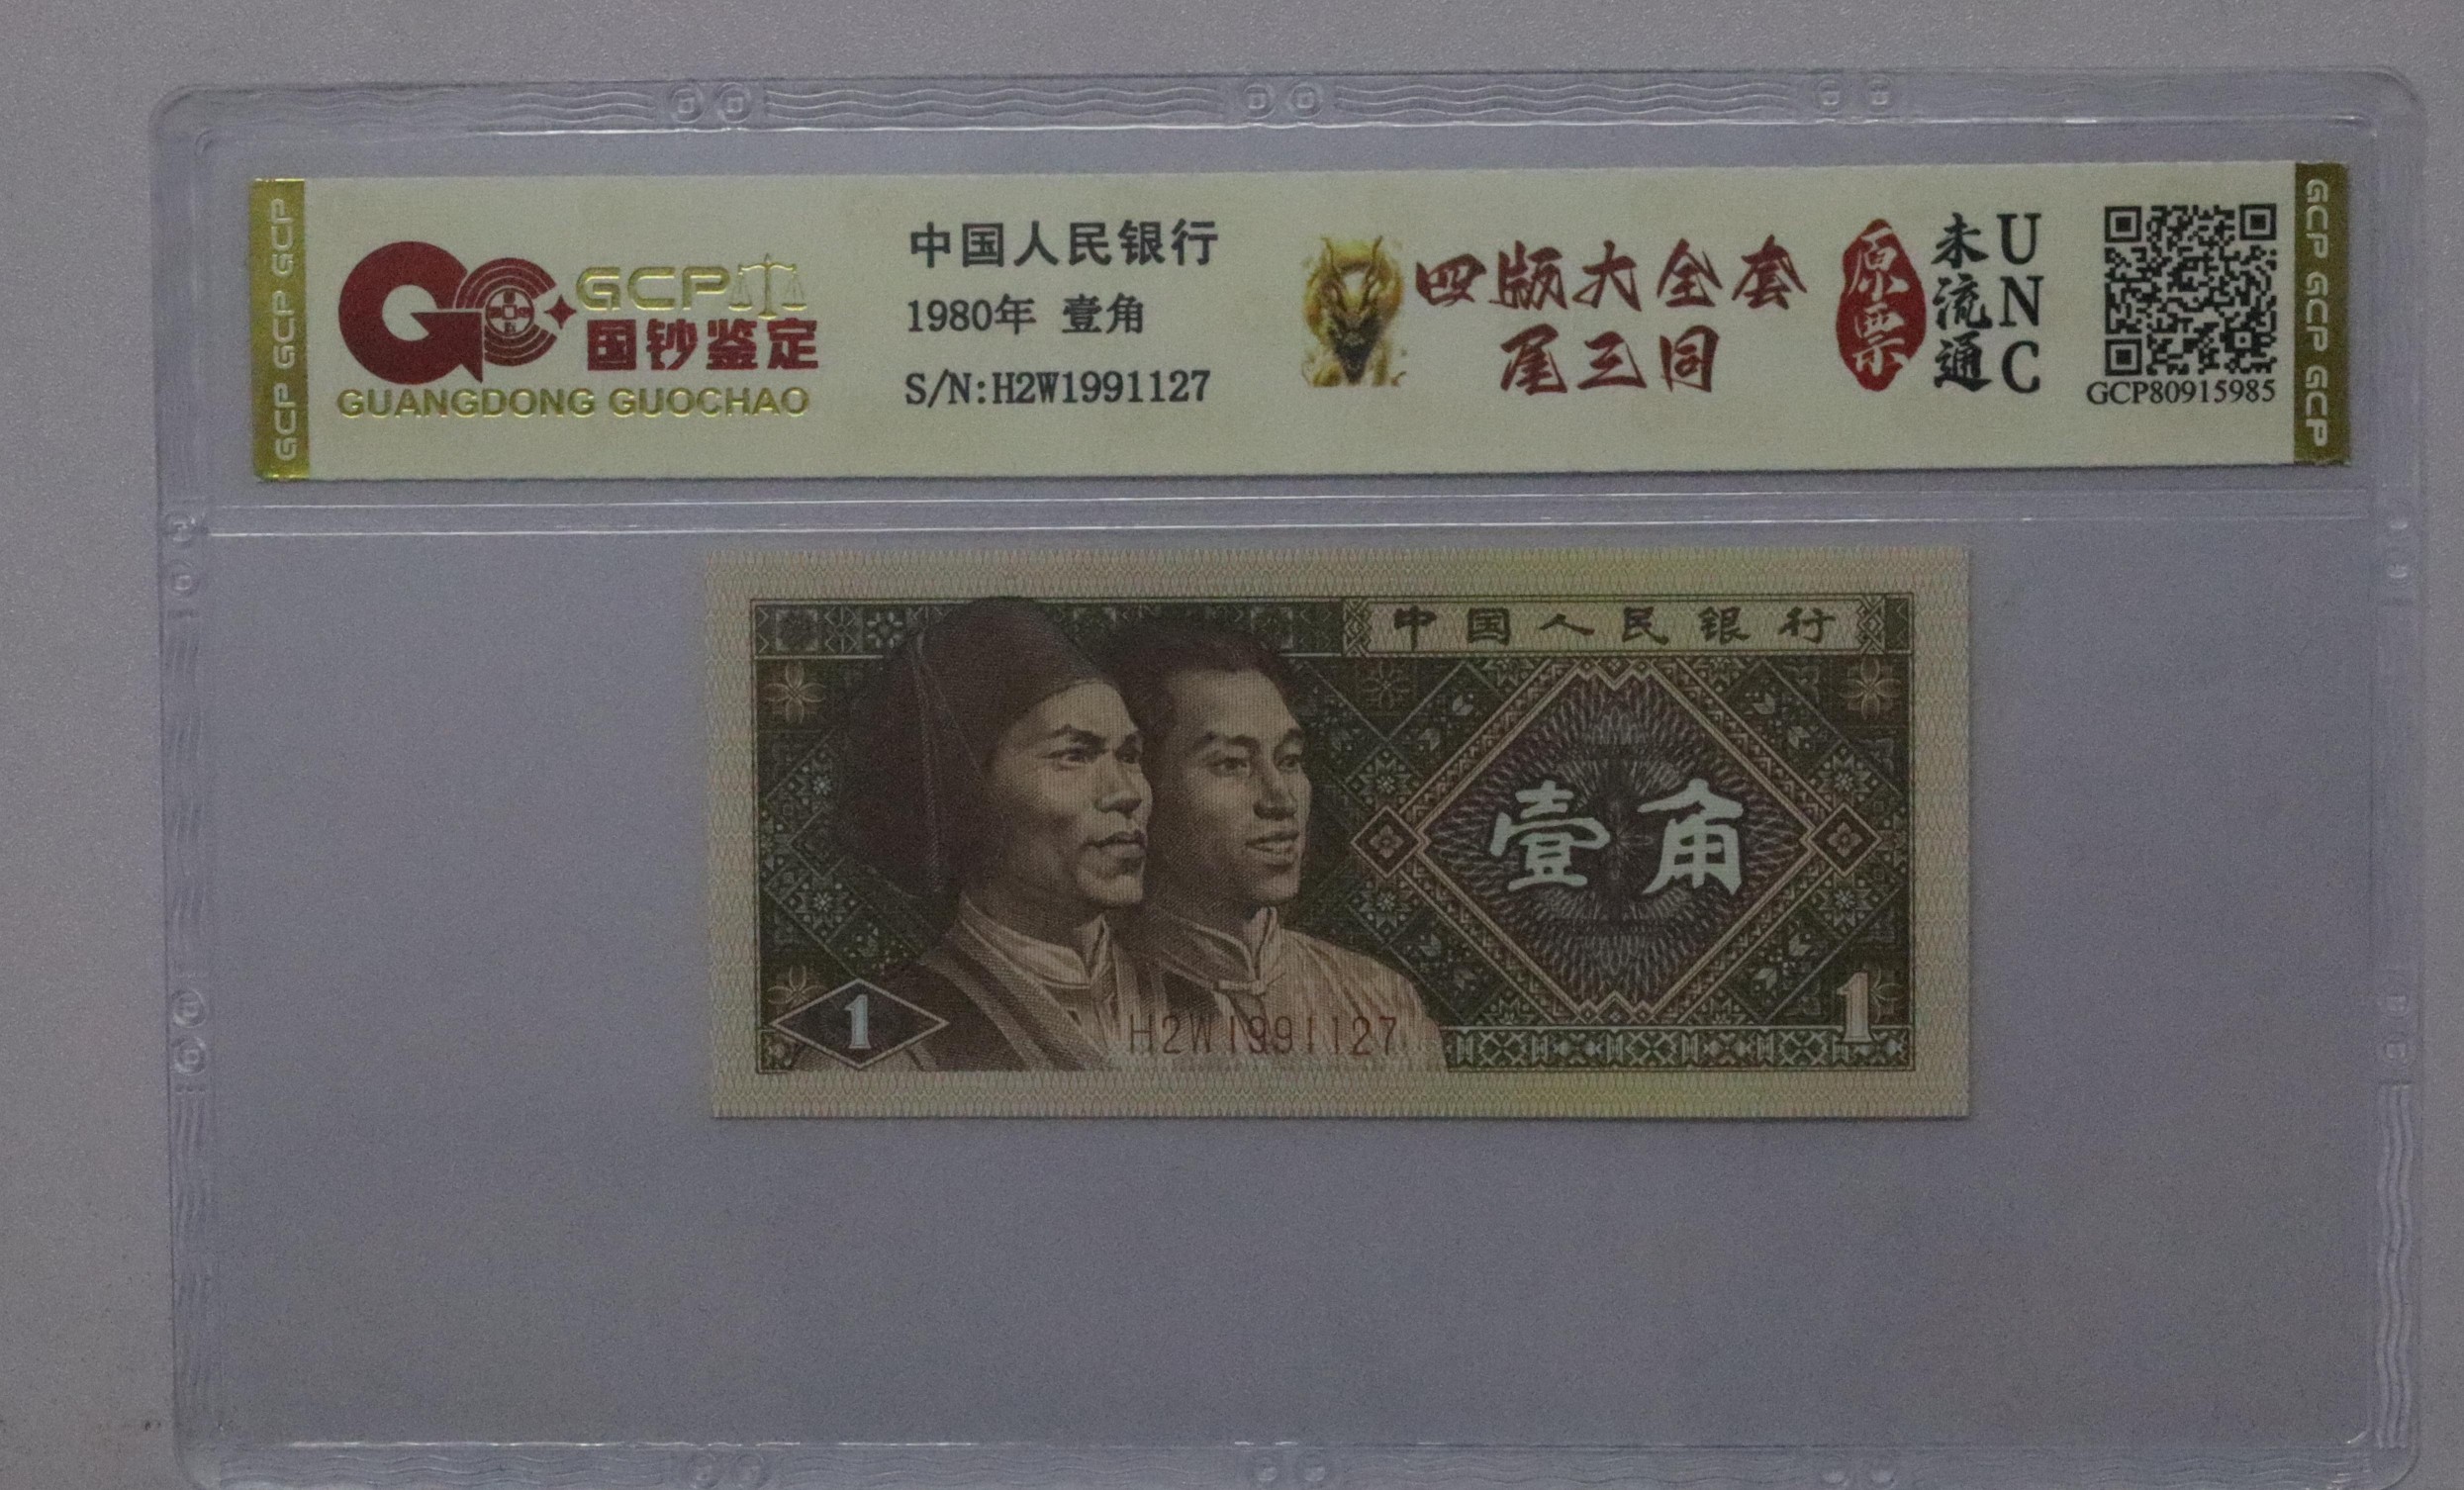 GCP GCP GCP
GCP
国钞鉴定
GUANGDONG GUOCHAO
中国人民银行
1980年 壹角
S/N:H2W1991127
四版大全套
尾三同
原票
未流通
UNC
GCP80915985
GCP GCP GCP
中国人民银行
壹角
1
H2W1991127
1